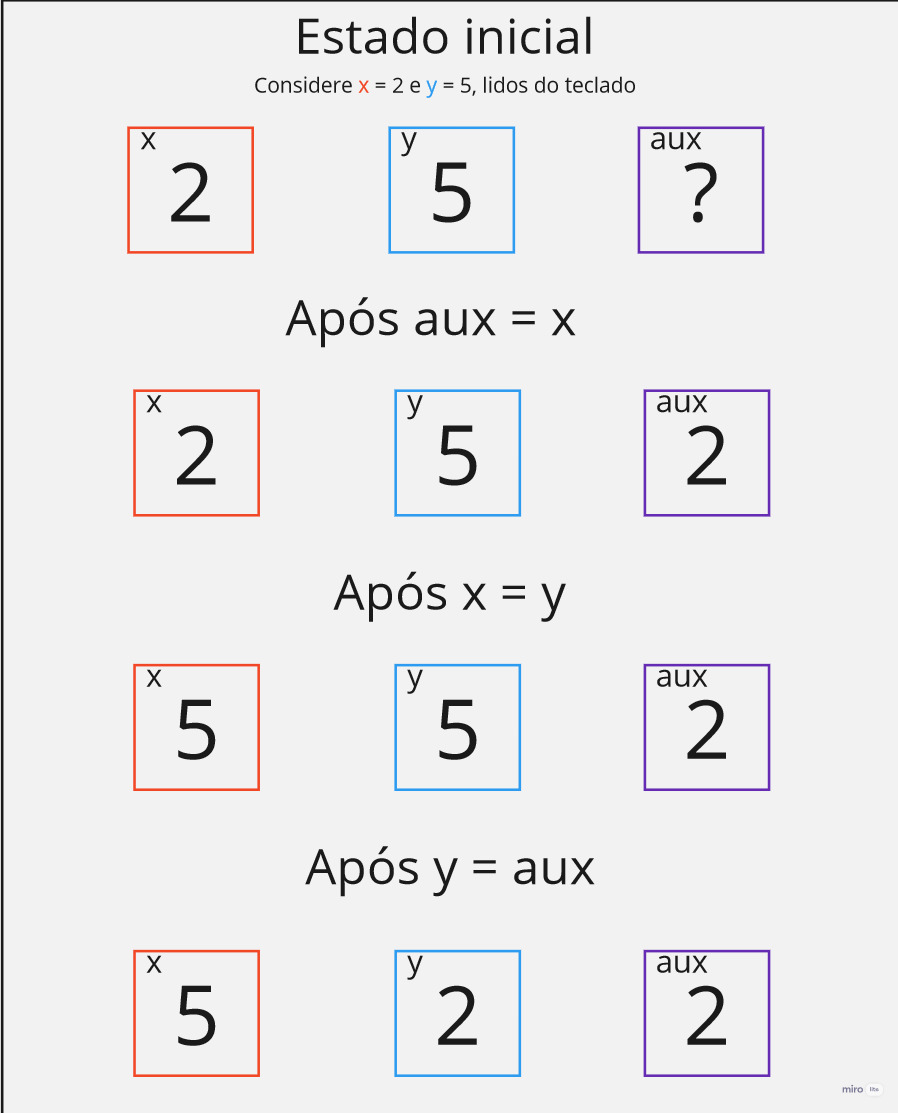 Estado inicial
Considere x = 2 e y = 5, lidos do teclado
x y aux
2 5 ?
Após aux = x
x y aux
2 5 2
Após x = y
x y aux
5 5 2
Após y = aux
x y aux
5 2 2
miro lite